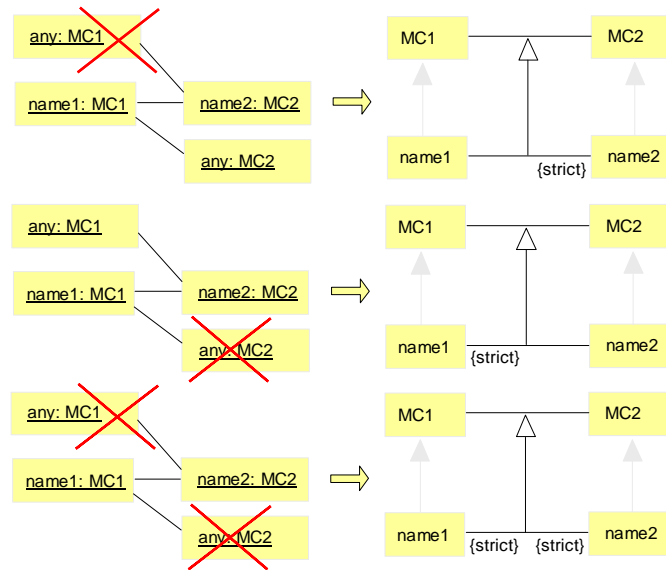 any: MC1
name1: MC1
name2: MC2
any: MC2
MC1
MC2
name1
name2
{strict}
any: MC1
name1: MC1
name2: MC2
any: MC2
MC1
MC2
name1
name2
{strict}
any: MC1
name1: MC1
name2: MC2
any: MC2
MC1
MC2
name1
name2
{strict} {strict}